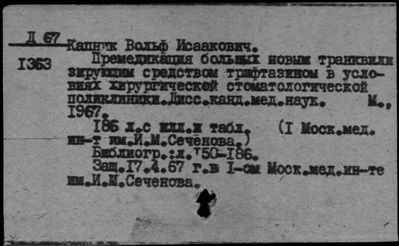 Д 67
Капник Вольф Исаакович.
I363
Премедикация больных новым транквили
зирующим средством трифтазином в усло-
виях хирургической стоматологической
поликлиники. Дисс. канд. мед. наук. М.,
1967.
186 л. с илл. и табл. (I Моск. мед.
ин-т им. И.М. Сеченова.)
Библиогр.: л. 150-186.
Защ. 17.4.67 г. в I-ом Моск. мед. ин-те
им. И.М. Сеченова.